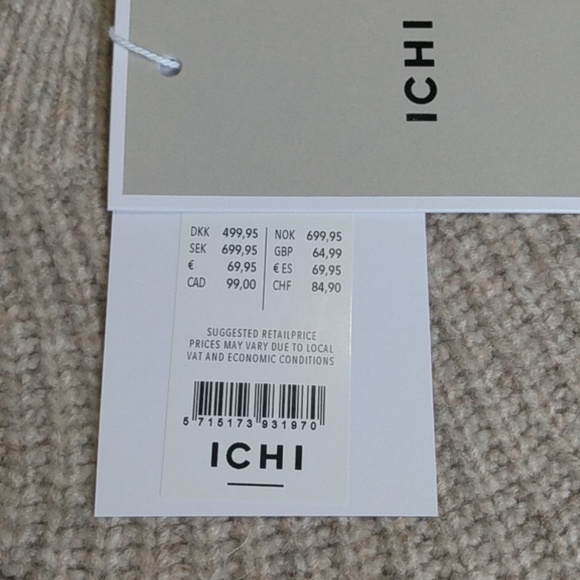 ICHI
DKK 499,95 NOK 699,95
SEK 699,95 GBP 64,99
€ 69,95 € ES 69,95
CAD 99,00 CHF 84,90
SUGGESTED RETAILPRICE
PRICES MAY VARY DUE TO LOCAL
VAT AND ECONOMIC CONDITIONS
5 715173 931970
ICHI